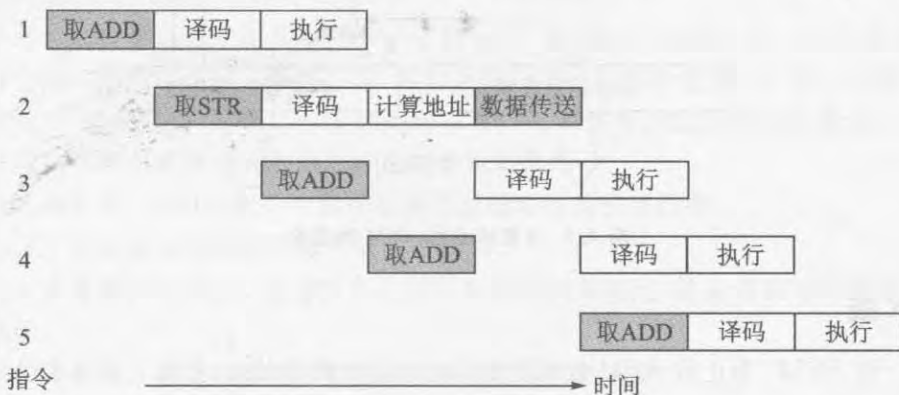 1 取ADD 译码 执行
2 取STR 译码 计算地址 数据传送
3 取ADD 译码 执行
4 取ADD 译码 执行
5 取ADD 译码 执行
指令 时间